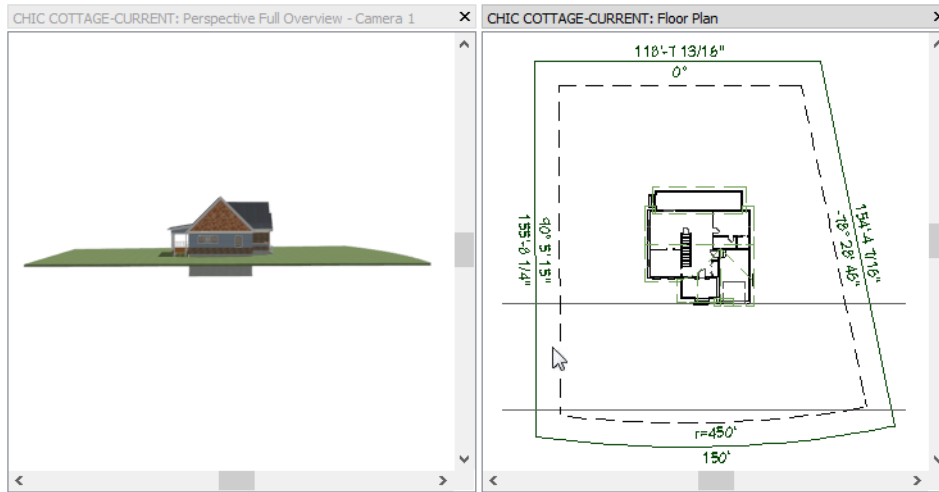 CHIC COTTAGE-CURRENT: Perspective Full Overview - Camera 1
CHIC COTTAGE-CURRENT: Floor Plan
118'-7 13/16"
0°
155'-8 1/4"
90° 5' 15"
154'-4 7/16"
-78° 28' 46"
r=450'
150'